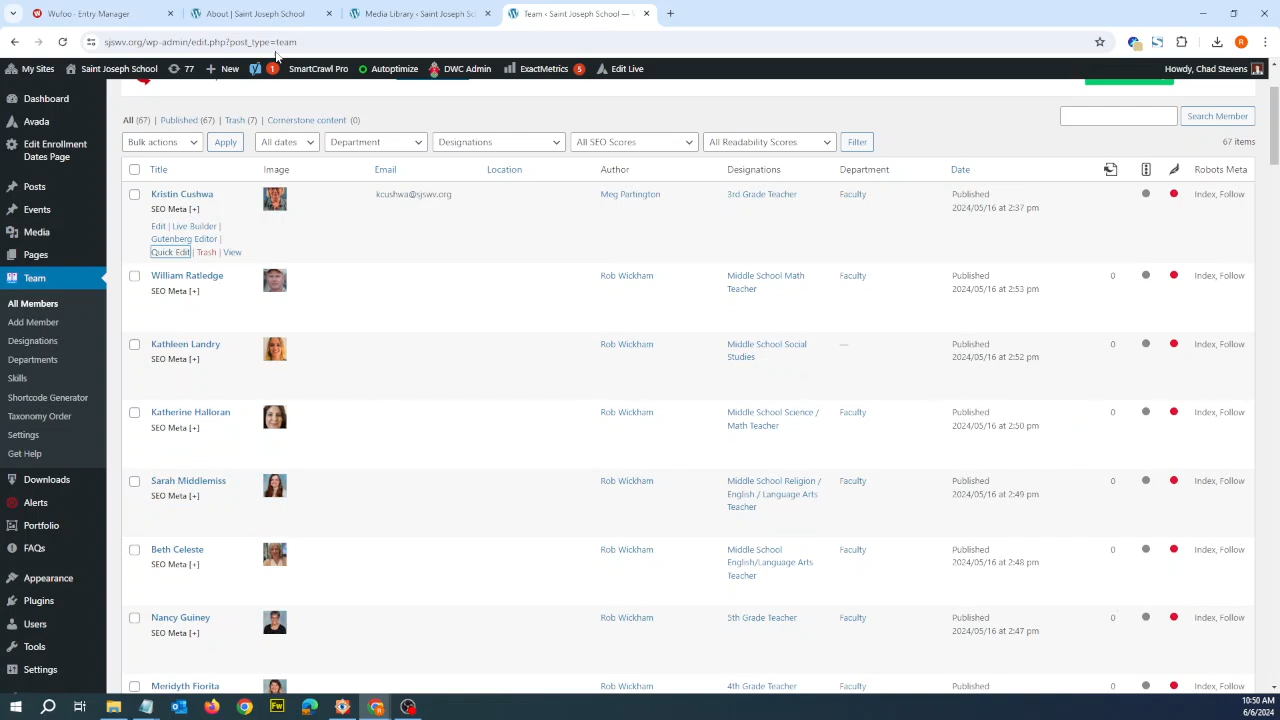 Wufoo · Saint Joseph School
About ‹ Saint Joseph School —
Media Library ‹ Saint Joseph Sc
Team ‹ Saint Joseph School —
sjswv.org/wp-admin/edit.php?post_type=team
R
My Sites
Saint Joseph School
77
New
1
SmartCrawl Pro
Autoptimize
DWC Admin
ExactMetrics
5
Edit Live
Howdy, Chad Stevens
Dashboard
Avada
Edit Enrollment
Dates Page
Posts
Events
Media
Pages
Team
All Members
Add Member
Designations
Departments
Skills
Shortcode Generator
Taxonomy Order
Settings
Get Help
Downloads
Alerts
Portfolio
FAQs
Appearance
Plugins
Users
Tools
Settings
All (67) | Published (67) | Trash (7) | Cornerstone content (0)
Search Member
Bulk actions
Apply
All dates
Department
Designations
All SEO Scores
All Readability Scores
Filter
67 items
Title Image Email Location Author Designations Department Date Robots Meta
Kristin Cushwa kcushwa@sjswv.org Meg Partington 3rd Grade Teacher Faculty Published Index, Follow
SEO Meta [+] 2024/05/16 at 2:37 pm
Edit | Live Builder |
Gutenberg Editor |
Quick Edit | Trash | View
William Ratledge Rob Wickham Middle School Math Faculty Published 0 Index, Follow
SEO Meta [+] Teacher 2024/05/16 at 2:53 pm
Kathleen Landry Rob Wickham Middle School Social — Published 0 Index, Follow
SEO Meta [+] Studies 2024/05/16 at 2:52 pm
Katherine Halloran Rob Wickham Middle School Science / Faculty Published 0 Index, Follow
SEO Meta [+] Math Teacher 2024/05/16 at 2:50 pm
Sarah Middlemiss Rob Wickham Middle School Religion / Faculty Published 0 Index, Follow
SEO Meta [+] English / Language Arts 2024/05/16 at 2:49 pm
Teacher
Beth Celeste Rob Wickham Middle School Faculty Published 0 Index, Follow
SEO Meta [+] English/Language Arts 2024/05/16 at 2:48 pm
Teacher
Nancy Guiney Rob Wickham 5th Grade Teacher Faculty Published 0 Index, Follow
SEO Meta [+] 2024/05/16 at 2:47 pm
Meridyth Fiorita Rob Wickham 4th Grade Teacher Faculty Published 0 Index, Follow
Fw
10:50 AM
6/6/2024